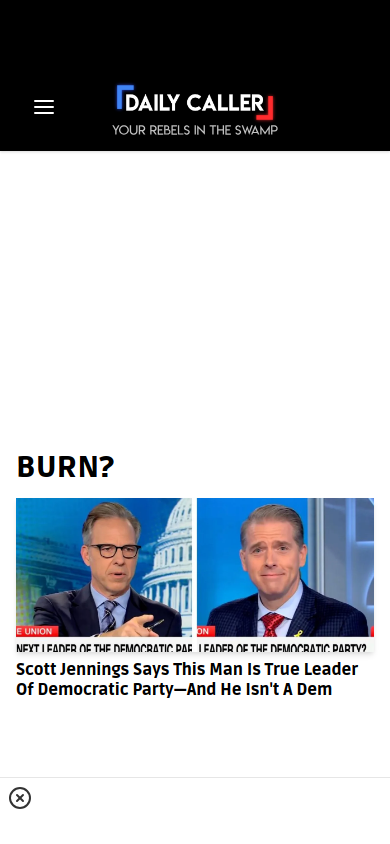 DAILY CALLER
YOUR REBELS IN THE SWAMP
BURN?
E UNION
ON
NEXT LEADER OF THE DEMOCRATIC PAR
LEADER OF THE DEMOCRATIC PARTY?
Scott Jennings Says This Man Is True Leader
Of Democratic Party—And He Isn't A Dem